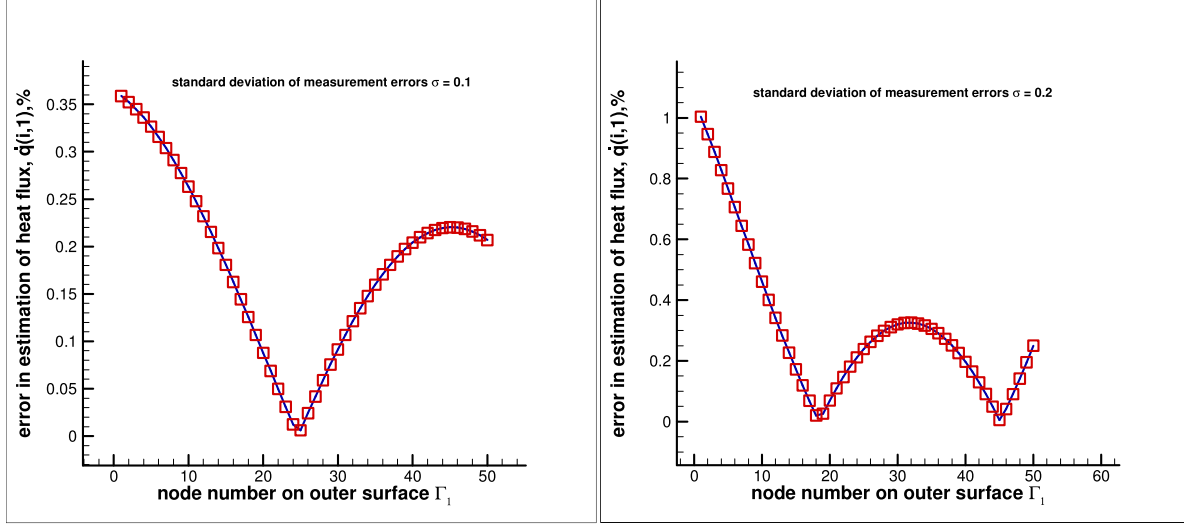 standard deviation of measurement errors σ = 0.1
error in estimation of heat flux, q̇(i,1),%
0.35
0.3
0.25
0.2
0.15
0.1
0.05
0
0 10 20 30 40 50
node number on outer surface Γ₁
standard deviation of measurement errors σ = 0.2
error in estimation of heat flux, q̇(i,1),%
1
0.8
0.6
0.4
0.2
0
0 10 20 30 40 50 60
node number on outer surface Γ₁